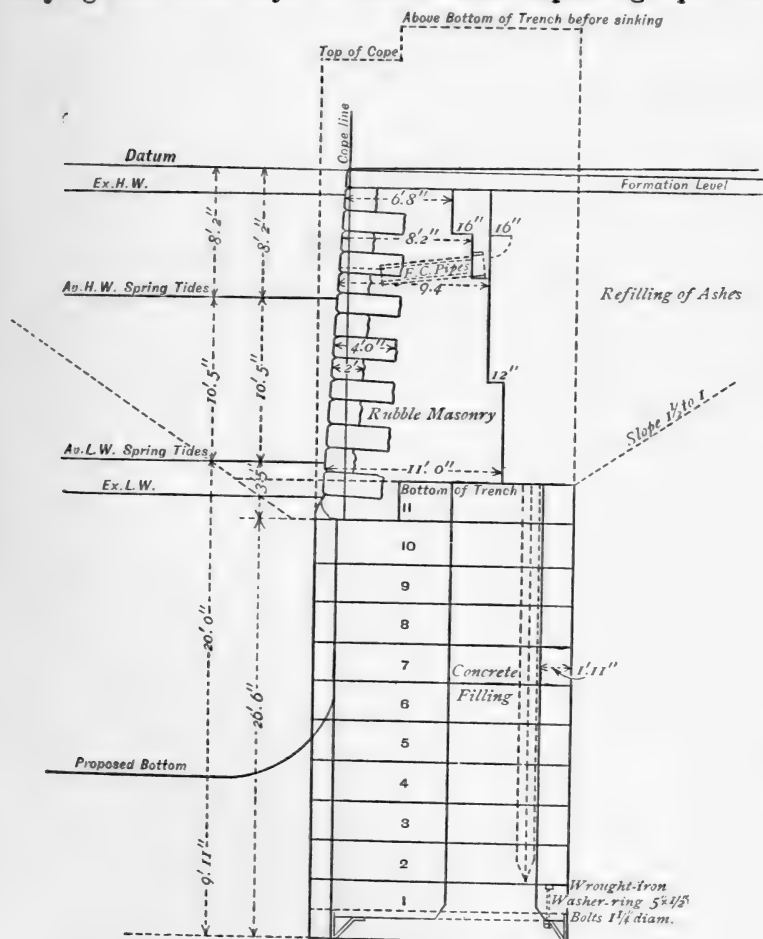 Above Bottom of Trench before sinking
Top of Cope
Cope line
Datum
Ex.H.W.
Formation Level
6'.8"
8'.2"
8'.2"
16"
16"
8'.2"
F.C. Pipes
9.4
Refilling of Ashes
Av.H.W. Spring Tides
4'.0"
2'.
10'.5"
10'.5"
12"
Rubble Masonry
Slope 1½ to 1
Av.L.W. Spring Tides
11'.0"
3'.5"
Ex.L.W.
Bottom of Trench
11
10
9
8
7
6
5
4
3
2
1
20'.0"
26'.6"
Concrete
Filling
1'.11"
Proposed Bottom
9'.11"
Wrought-iron
Washer-ring 5"x½"
Bolts 1¼" diam.